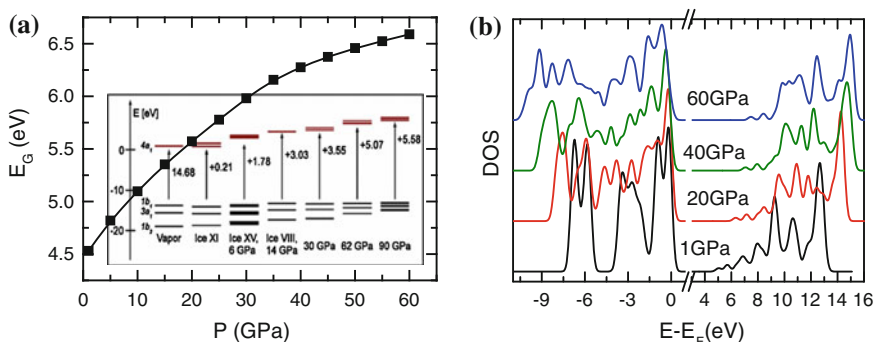 (a)
6.5
6.0
5.5
5.0
4.5
E_G (eV)
0 10 20 30 40 50 60
P (GPa)
E [eV]
0
-10
-20
4a₁
1b₁
3a₁
1b₂
14.68
+0.21
+1.78
+3.03
+3.55
+5.07
+5.58
Vapor
Ice XI
Ice XV, 6 GPa
Ice VIII, 14 GPa
30 GPa
62 GPa
90 GPa
(b)
DOS
60GPa
40GPa
20GPa
1GPa
-9 -6 -3 0 4 6 8 10 12 14 16
E-E_F(eV)